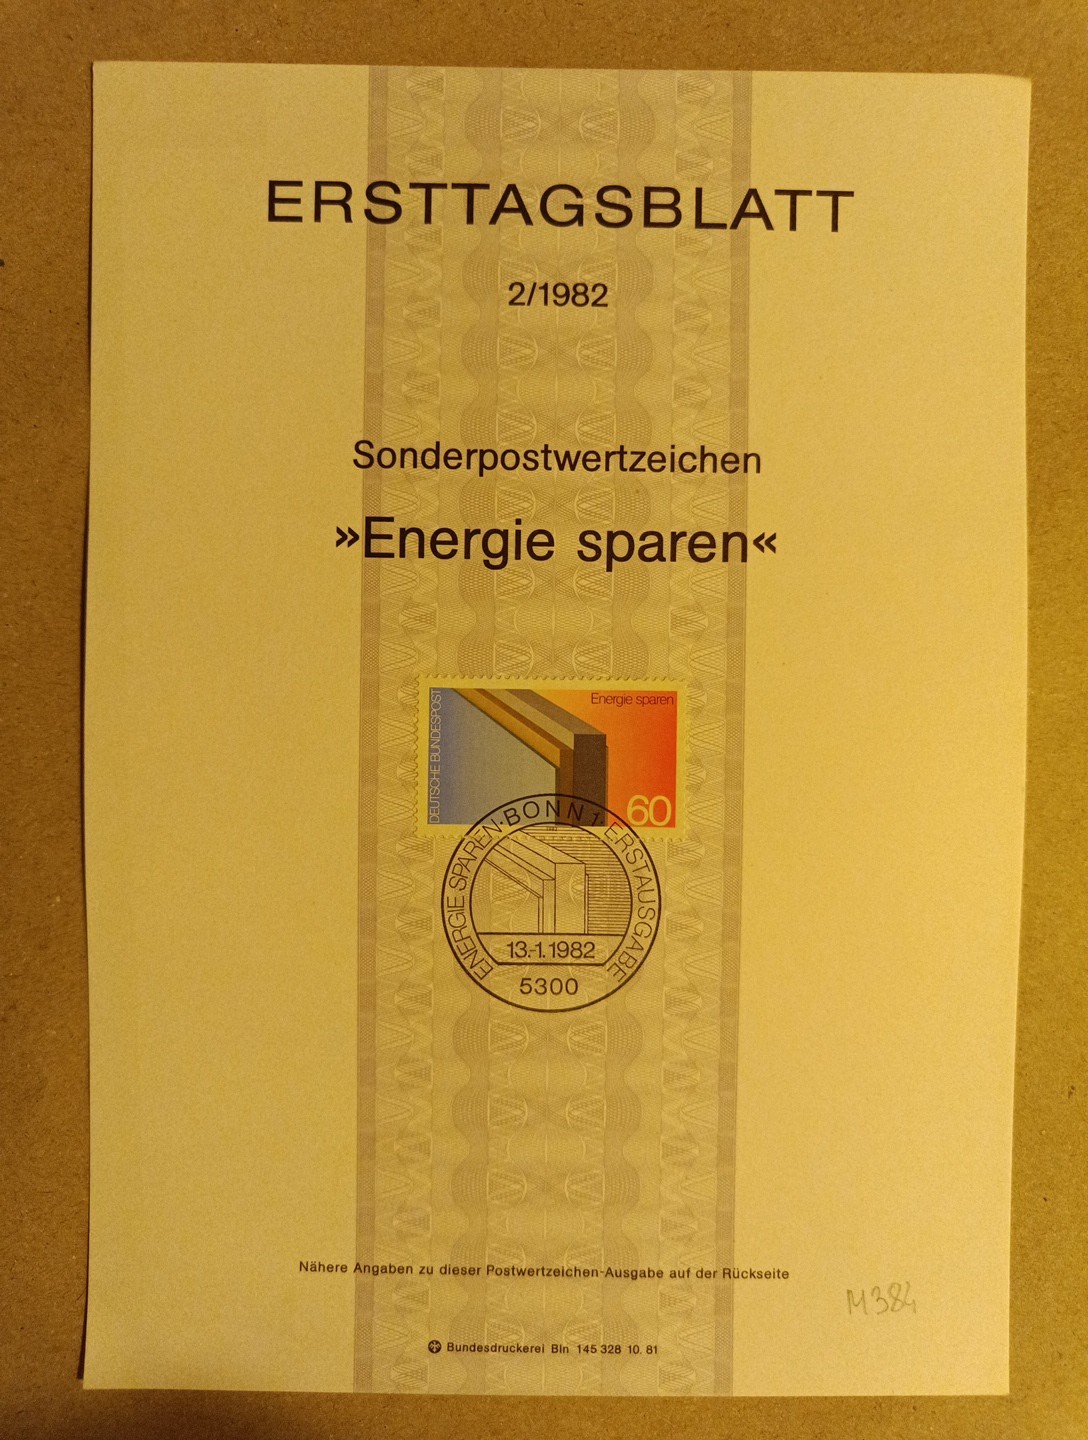 ERSTTAGSBLATT
2/1982
Sonderpostwertzeichen
»Energie sparen«
DEUTSCHE BUNDESPOST
Energie sparen
60
ENERGIE SPAREN · BONN 1 · ERSTAUSGABE
13.-1.1982
5300
Nähere Angaben zu dieser Postwertzeichen-Ausgabe auf der Rückseite
M384
Bundesdruckerei Bln 145 328 10. 81